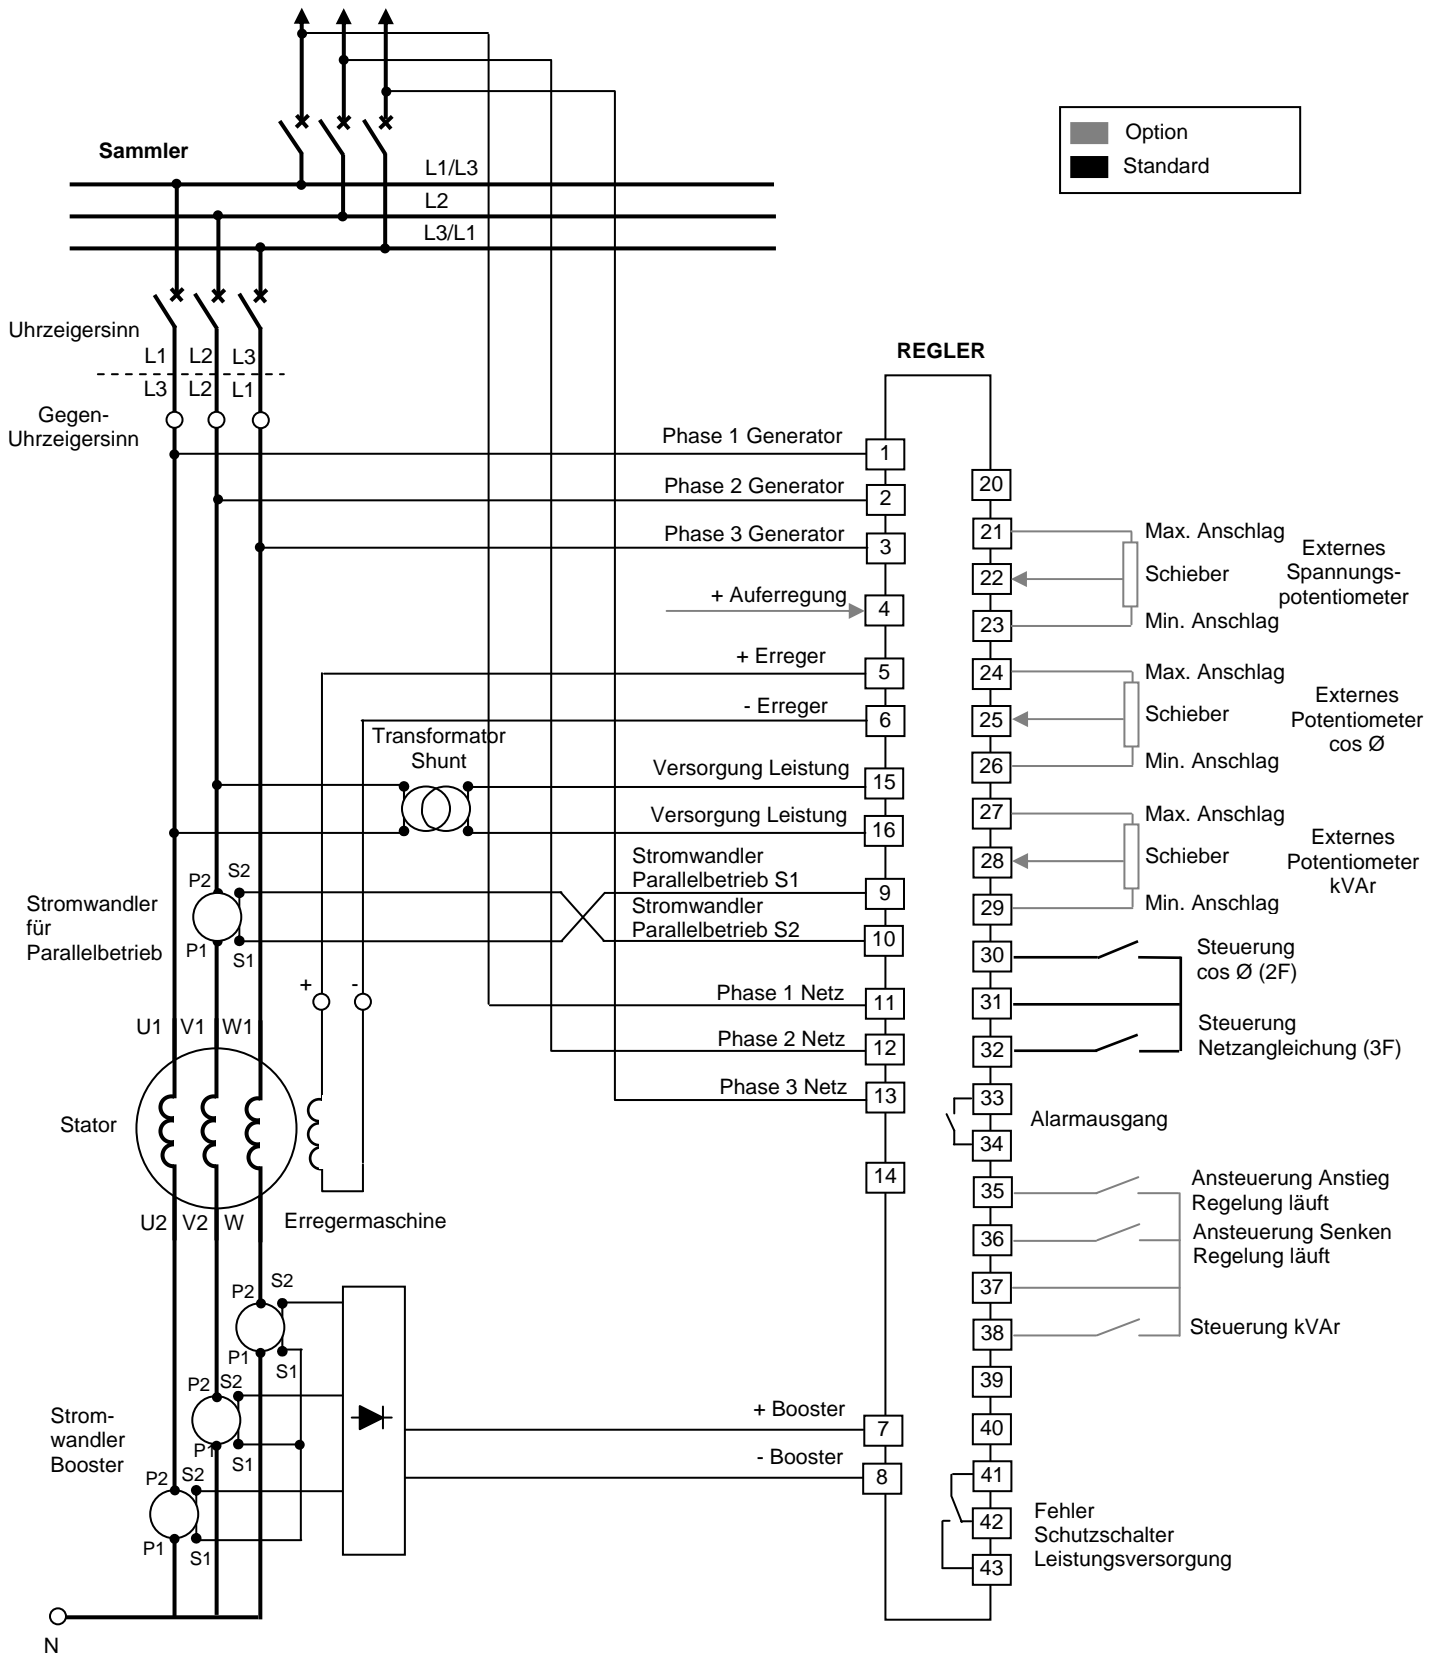 Option
Standard
Sammler
L1/L3
L2
L3/L1
Uhrzeigersinn
L1 L2 L3
L3 L2 L1
Gegen-
Uhrzeigersinn
REGLER
Phase 1 Generator
1
Phase 2 Generator
2
Phase 3 Generator
3
+ Auferregung
4
+ Erreger
5
- Erreger
6
Transformator
Shunt
Versorgung Leistung
15
Versorgung Leistung
16
Stromwandler
Parallelbetrieb S1
9
Stromwandler
Parallelbetrieb S2
10
P2 S2
P1 S1
Stromwandler
für
Parallelbetrieb
+ -
Phase 1 Netz
11
Phase 2 Netz
12
Phase 3 Netz
13
14
U1 V1 W1
Stator
U2 V2 W
Erregermaschine
P2 S2
P1 S1
P2 S2
P1 S1
P2 S2
P1 S1
Strom-
wandler
Booster
+ Booster
7
- Booster
8
N
20
21
Max. Anschlag
22
Schieber
23
Min. Anschlag
Externes
Spannungs-
potentiometer
24
Max. Anschlag
25
Schieber
26
Min. Anschlag
Externes
Potentiometer
cos Ø
27
Max. Anschlag
28
Schieber
29
Min. Anschlag
Externes
Potentiometer
kVAr
30
Steuerung
cos Ø (2F)
31
32
Steuerung
Netzangleichung (3F)
33
34
Alarmausgang
35
Ansteuerung Anstieg
Regelung läuft
36
Ansteuerung Senken
Regelung läuft
37
38
Steuerung kVAr
39
40
41
42
43
Fehler
Schutzschalter
Leistungsversorgung